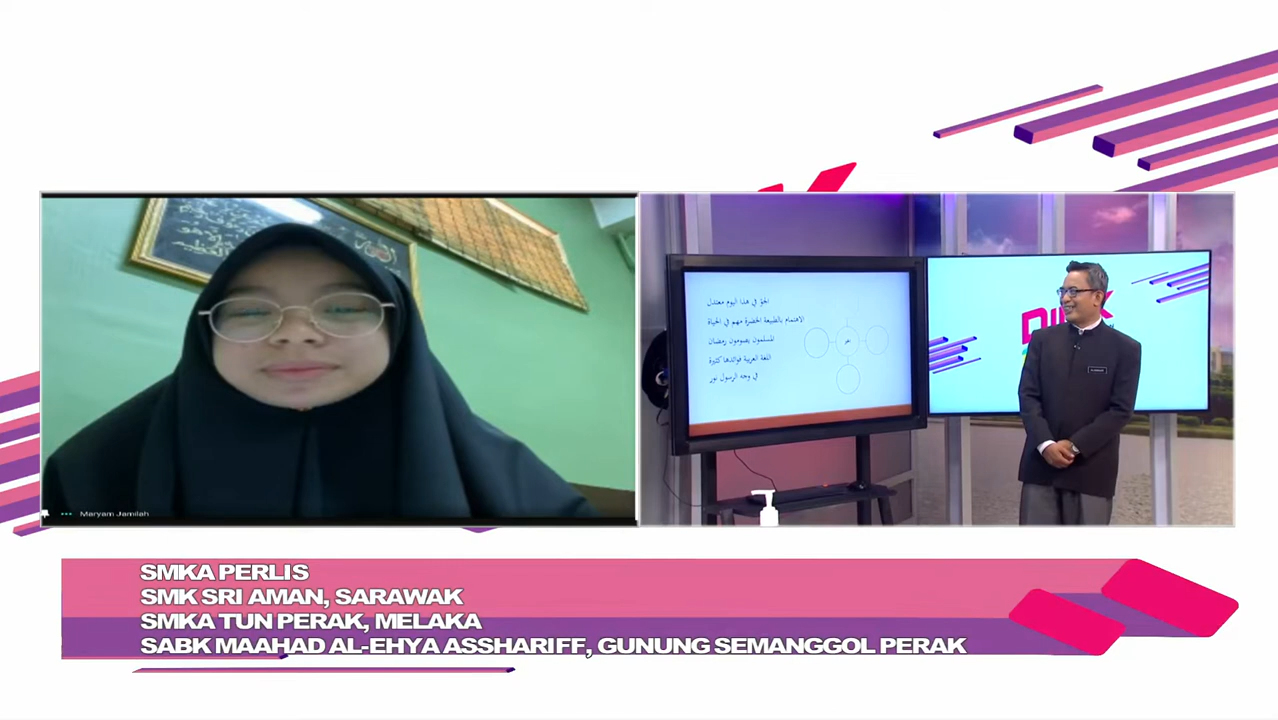 الجو في هذا اليوم معتدل
الاهتمام بالطبيعة الخضرة مهم في الحياة
المسلمون يصومون رمضان
اللغة العربية فوائدها كثيرة
في وجه الرسول نور
خبر
Maryam Jamilah
SMKA PERLIS
SMK SRI AMAN, SARAWAK
SMKA TUN PERAK, MELAKA
SABK MAAHAD AL-EHYA ASSHARIFF, GUNUNG SEMANGGOL PERAK